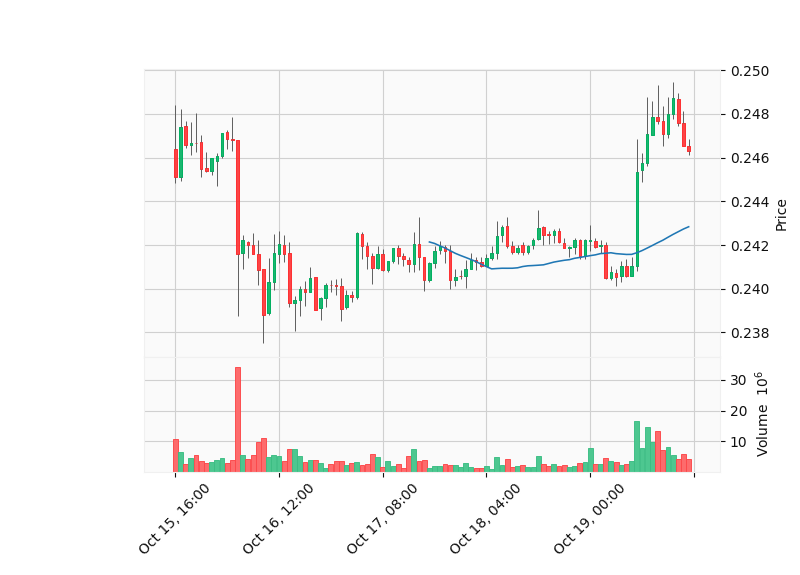 0.250
0.248
0.246
0.244
0.242
0.240
0.238
Price
30
20
10
Volume 10^6
Oct 15, 16:00
Oct 16, 12:00
Oct 17, 08:00
Oct 18, 04:00
Oct 19, 00:00